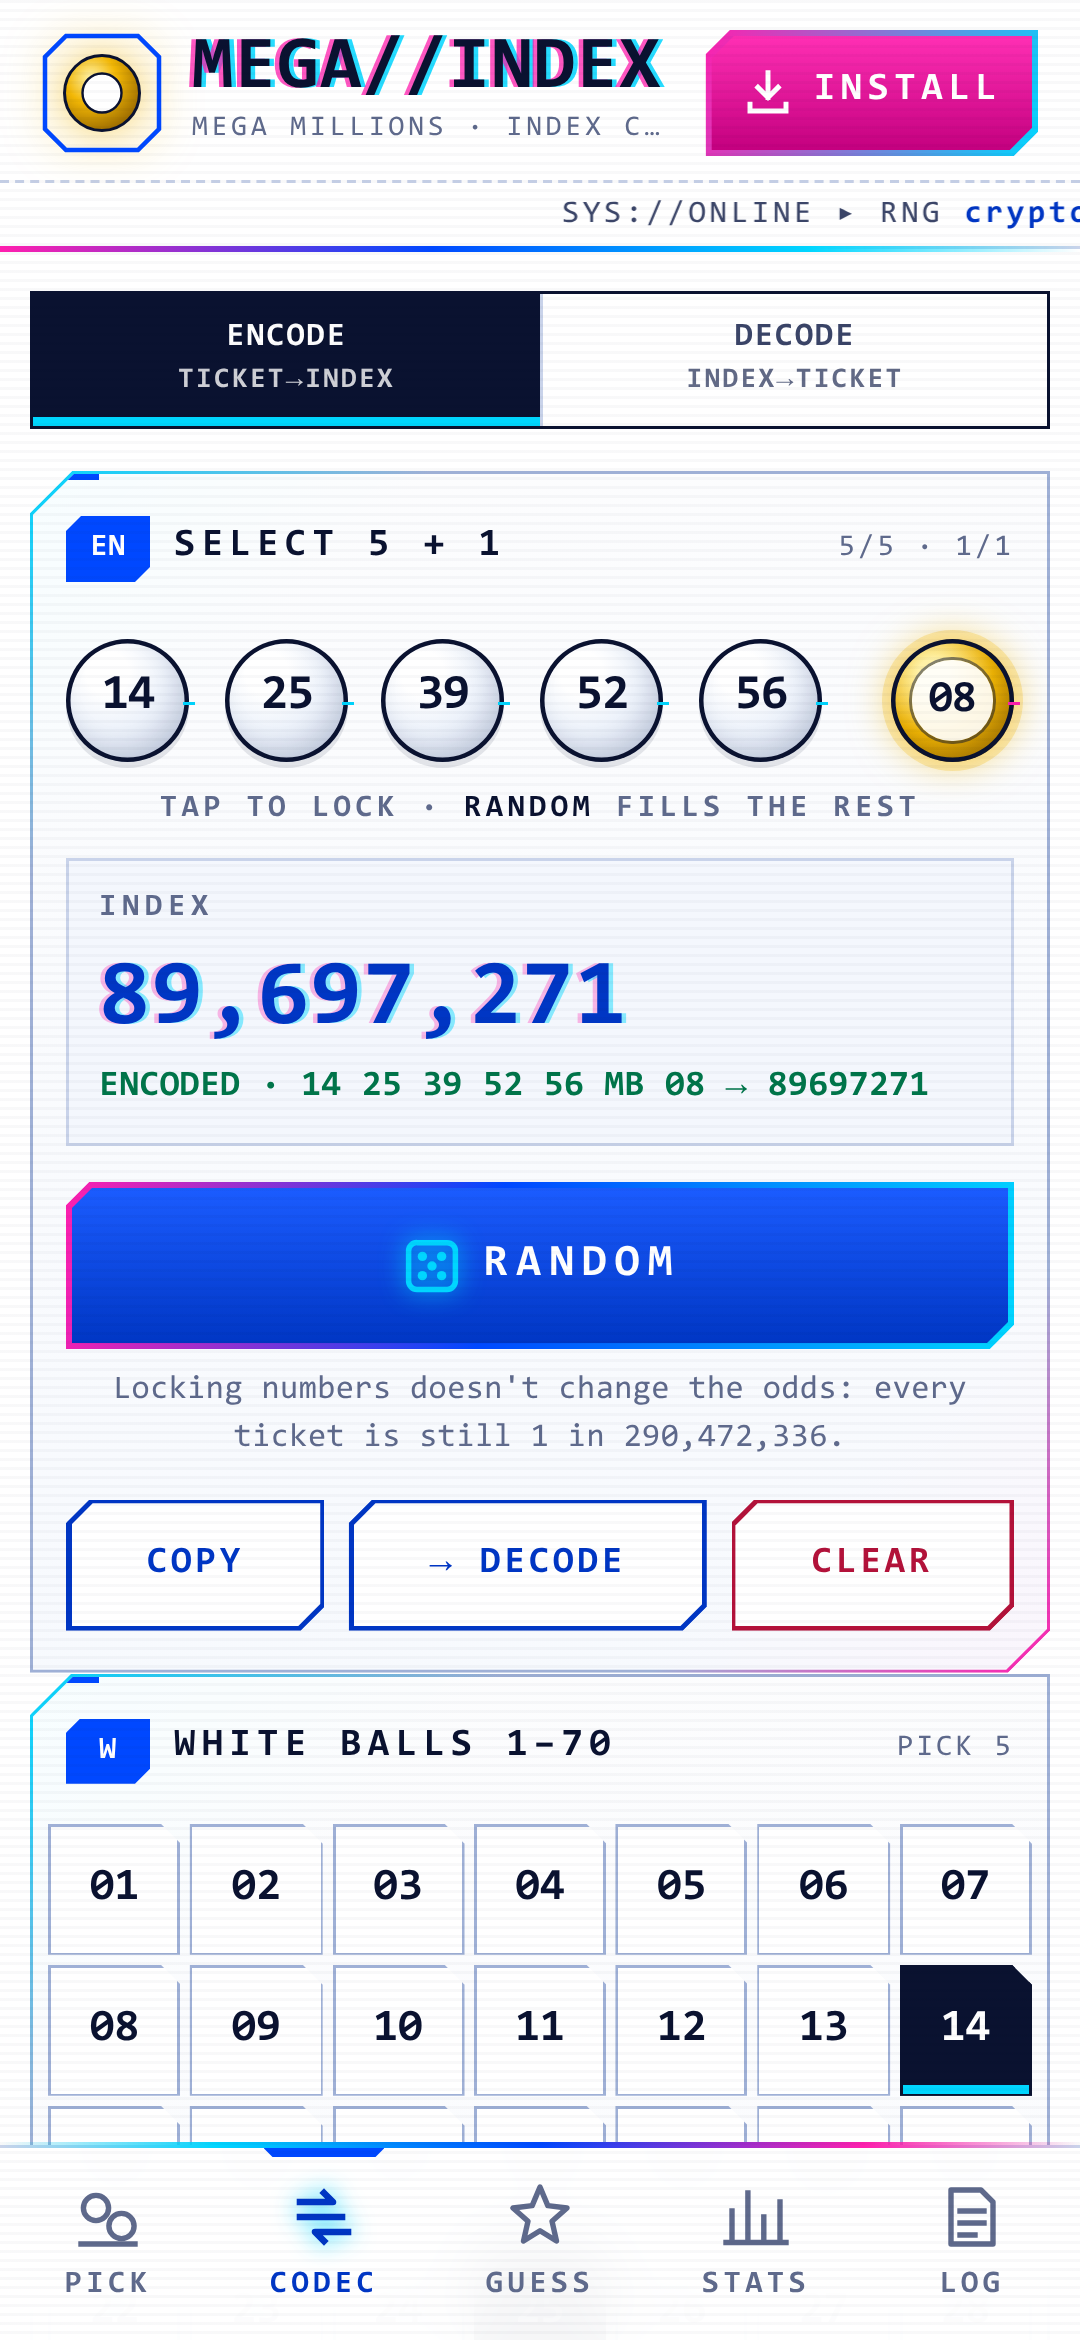 MEGA//INDEX
MEGA MILLIONS · INDEX C…
INSTALL
SYS://ONLINE ▸ RNG crypto
ENCODE
TICKET→INDEX
DECODE
INDEX→TICKET
EN
SELECT 5 + 1
5/5 · 1/1
14 25 39 52 56 08
TAP TO LOCK · RANDOM FILLS THE REST
INDEX
89,697,271
ENCODED · 14 25 39 52 56 MB 08 → 89697271
RANDOM
Locking numbers doesn't change the odds: every
ticket is still 1 in 290,472,336.
COPY
→ DECODE
CLEAR
W
WHITE BALLS 1–70
PICK 5
01 02 03 04 05 06 07
08 09 10 11 12 13 14
PICK
CODEC
GUESS
STATS
LOG